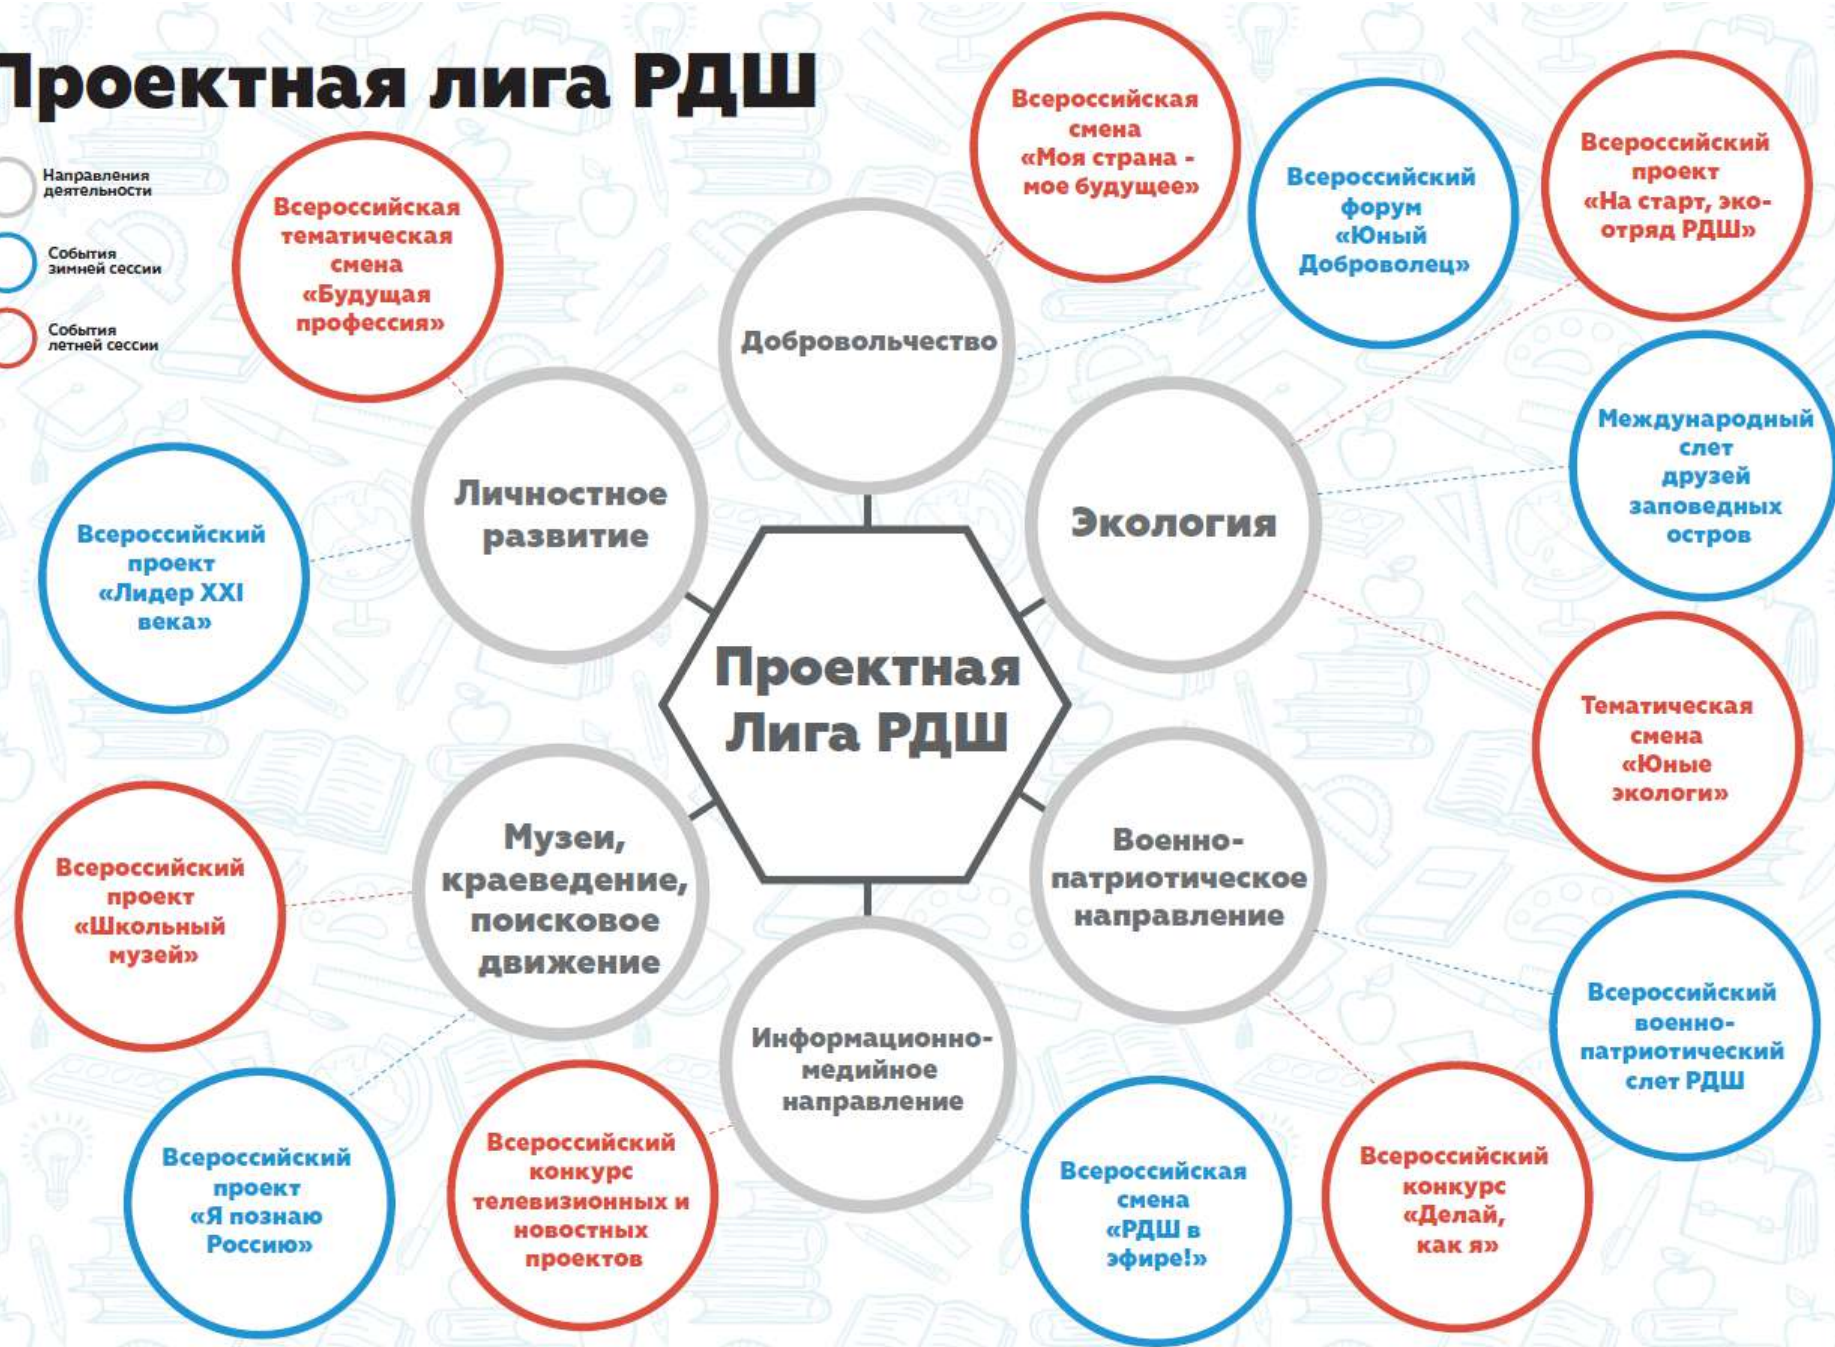 Проектная лига РДШ
Направления
деятельности
События
зимней сессии
События
летней сессии
Всероссийская
тематическая
смена
«Будущая
профессия»
Всероссийская
смена
«Моя страна -
мое будущее»
Всероссийский
форум
«Юный
Доброволец»
Всероссийский
проект
«На старт, эко-
отряд РДШ»
Добровольчество
Международный
слет
друзей
заповедных
остров
Личностное
развитие
Экология
Всероссийский
проект
«Лидер XXI
века»
Проектная
Лига РДШ
Тематическая
смена
«Юные
экологи»
Музеи,
краеведение,
поисковое
движение
Военно-
патриотическое
направление
Всероссийский
проект
«Школьный
музей»
Всероссийский
военно-
патриотический
слет РДШ
Информационно-
медийное
направление
Всероссийский
проект
«Я познаю
Россию»
Всероссийский
конкурс
телевизионных и
новостных
проектов
Всероссийская
смена
«РДШ в
эфире!»
Всероссийский
конкурс
«Делай,
как я»